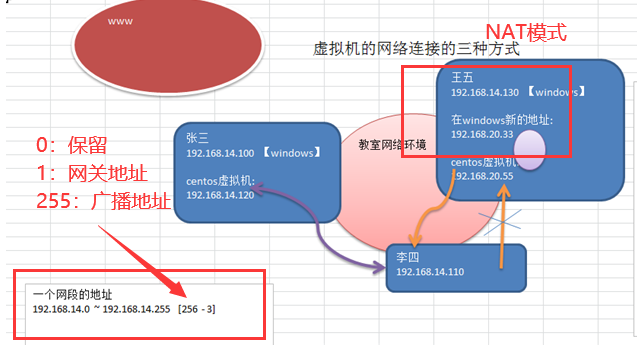 www
NAT模式
虚拟机的网络连接的三种方式
王五
192.168.14.130 【windows】
在windows新的地址:
192.168.20.33
centos虚拟机:
192.168.20.55
张三
192.168.14.100 【windows】
centos虚拟机:
192.168.14.120
教室网络环境
0：保留
1：网关地址
255：广播地址
李四
192.168.14.110
一个网段的地址
192.168.14.0 ~ 192.168.14.255 [256 - 3]